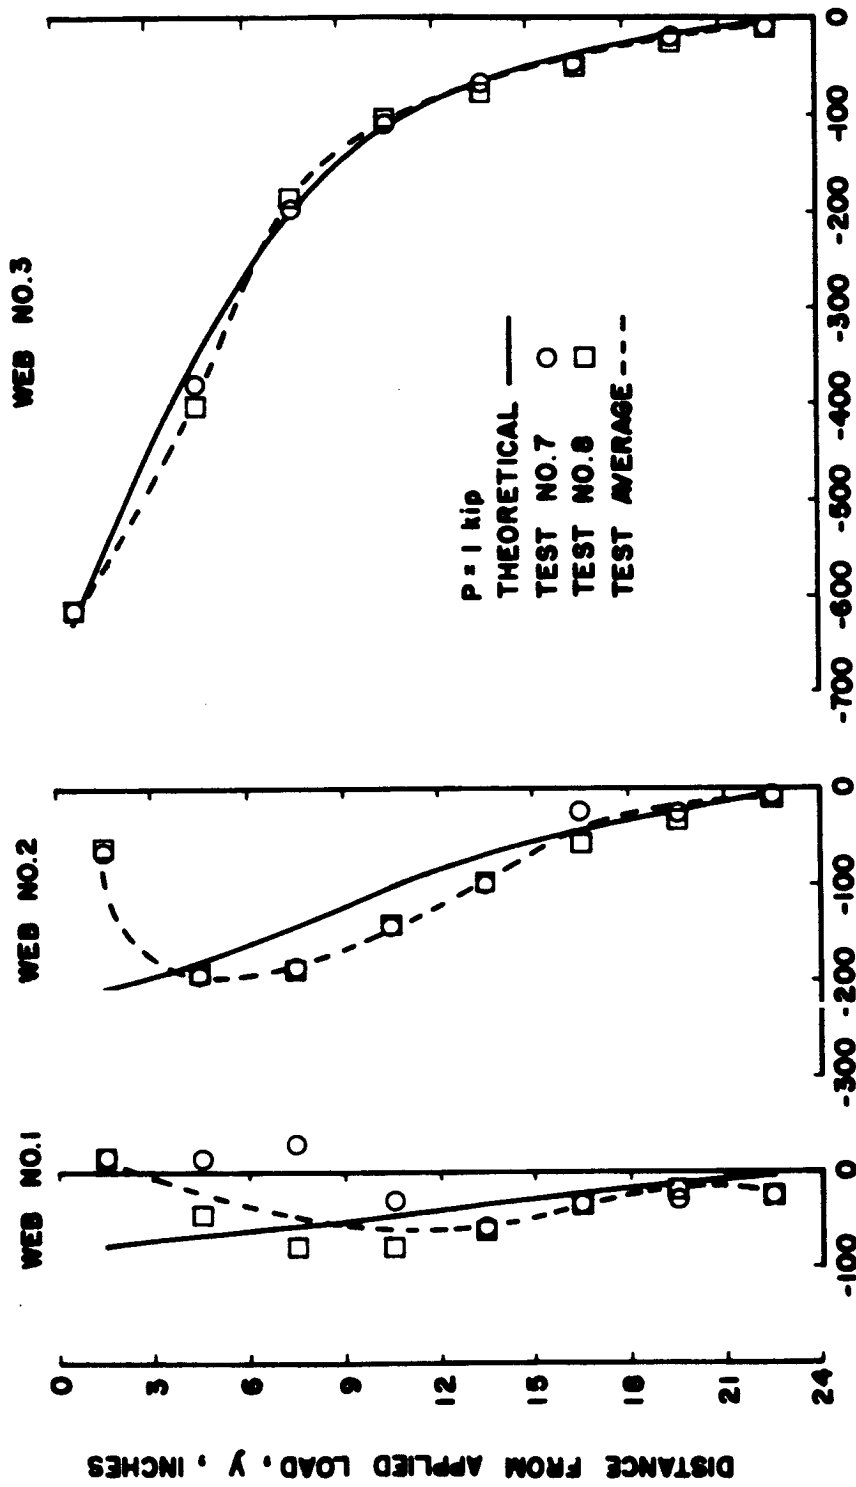 WEB NO.1
WEB NO.2
WEB NO.3
DISTANCE FROM APPLIED LOAD, y, INCHES
0
3
6
9
12
15
18
21
24
-100
0
-300
-200
-100
0
-700
-600
-500
-400
-300
-200
-100
0
P = 1 kip
THEORETICAL
TEST NO.7
TEST NO.8
TEST AVERAGE